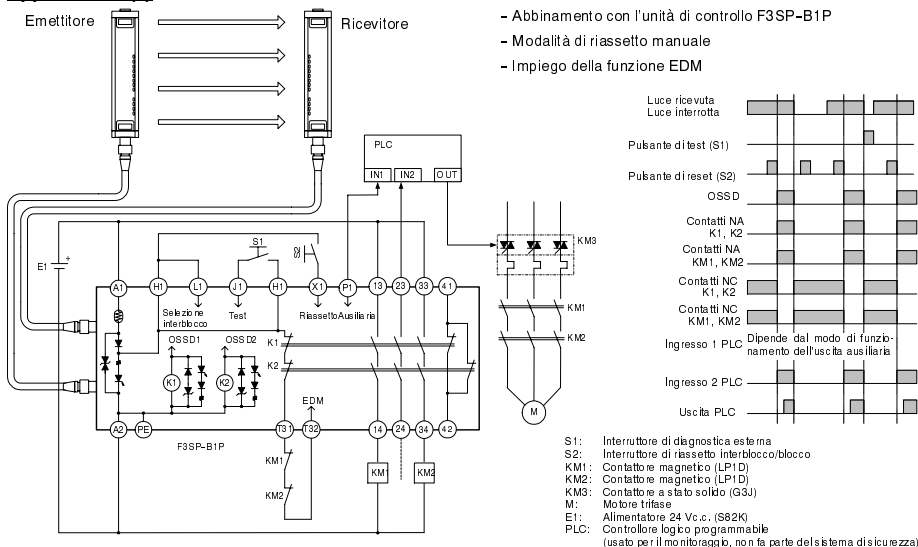 Emettitore
Ricevitore
– Abbinamento con l'unità di controllo F3SP–B1P
– Modalità di riassetto manuale
– Impiego della funzione EDM
PLC
IN1 IN2 OUT
KM3
KM1
KM2
M
S1
S2
E1
+
A1 H1 L1 J1 H1 X1 P1 13 23 33 41
Selezione
interblocco
Test
Riassetto
Ausiliaria
OSSD1
OSSD2
K1
K2
K1
K2
EDM
A2 PE T31 T32 14 24 34 42
F3SP–B1P
KM1
KM2
KM1
KM2
Luce ricevuta
Luce interrotta
Pulsante di test (S1)
Pulsante di reset (S2)
OSSD
Contatti NA
K1, K2
Contatti NA
KM1, KM2
Contatti NC
K1, K2
Contatti NC
KM1, KM2
Ingresso 1 PLC
Dipende dal modo di funzio-
namento dell'uscita ausiliaria
Ingresso 2 PLC
Uscita PLC
S1: Interruttore di diagnostica esterna
S2: Interruttore di riassetto interblocco/blocco
KM1: Contattore magnetico (LP1D)
KM2: Contattore magnetico (LP1D)
KM3: Contattore a stato solido (G3J)
M: Motore trifase
E1: Alimentatore 24 Vc.c. (S82K)
PLC: Controllore logico programmabile
(usato per il monitoraggio, non fa parte del sistema di sicurezza)